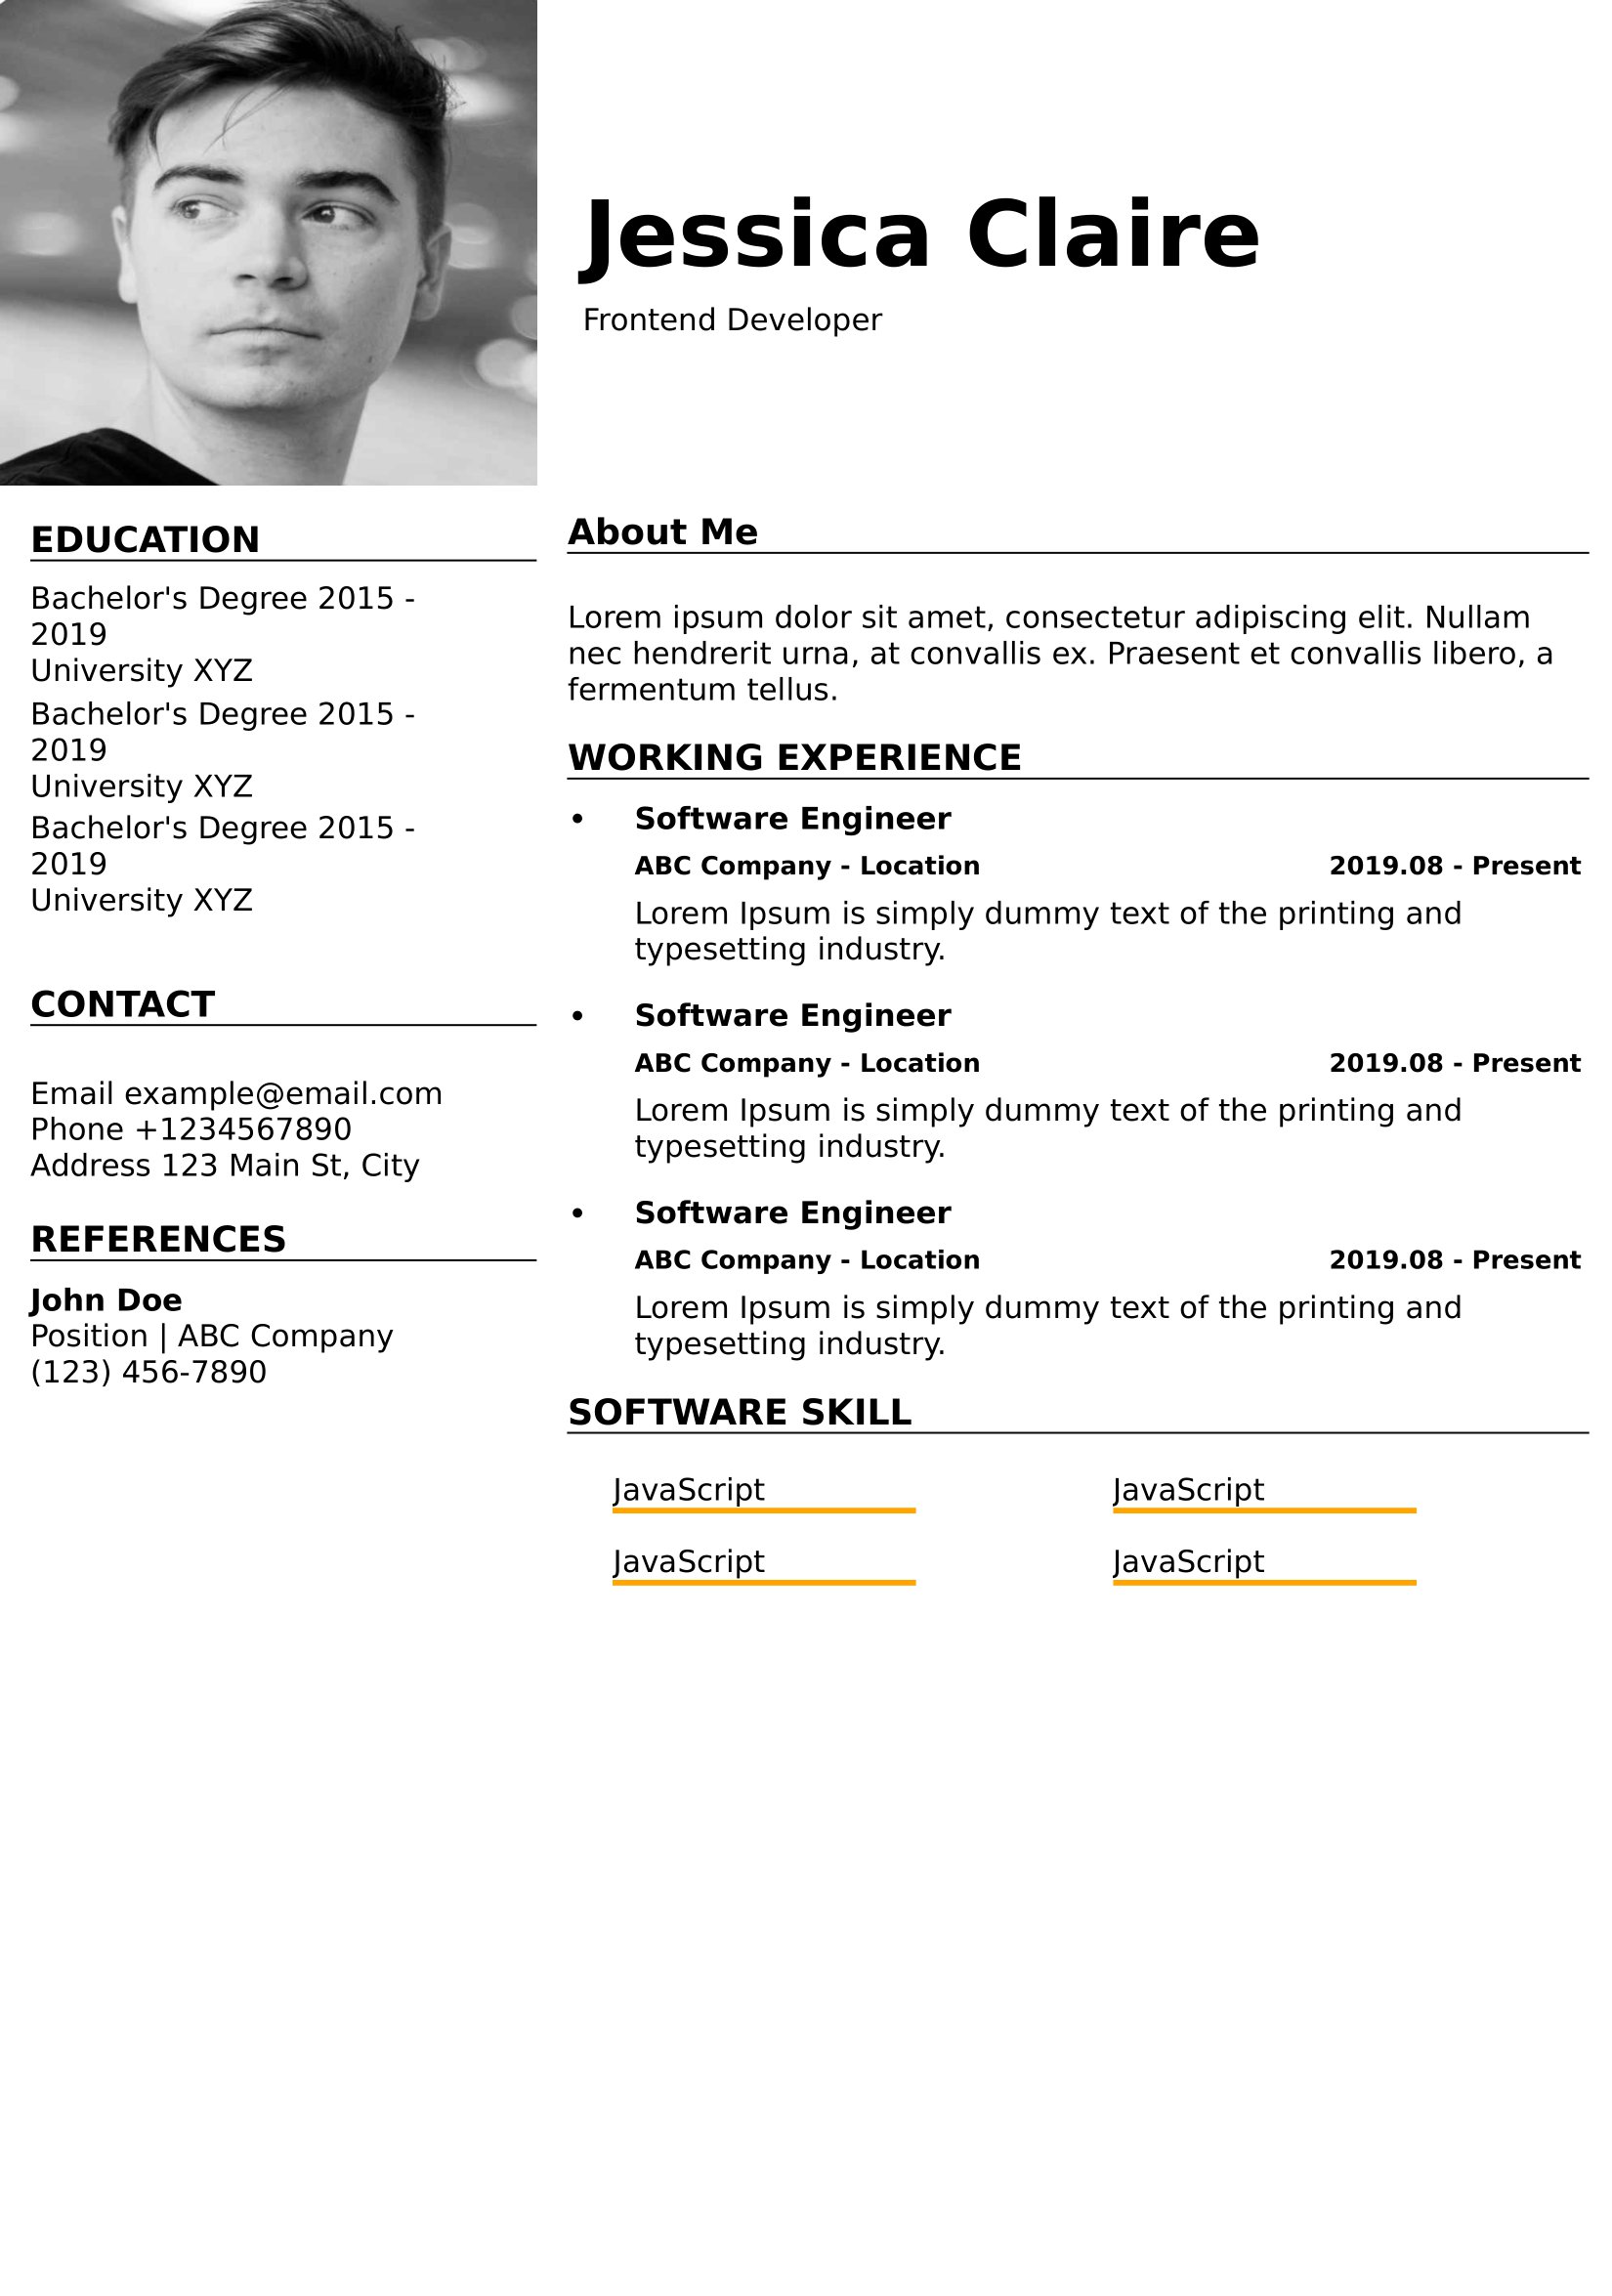 Jessica Claire
Frontend Developer
EDUCATION
Bachelor's Degree 2015 -
2019
University XYZ
Bachelor's Degree 2015 -
2019
University XYZ
Bachelor's Degree 2015 -
2019
University XYZ
CONTACT
Email example@email.com
Phone +1234567890
Address 123 Main St, City
REFERENCES
John Doe
Position | ABC Company
(123) 456-7890
About Me
Lorem ipsum dolor sit amet, consectetur adipiscing elit. Nullam
nec hendrerit urna, at convallis ex. Praesent et convallis libero, a
fermentum tellus.
WORKING EXPERIENCE
• Software Engineer
ABC Company - Location 2019.08 - Present
Lorem Ipsum is simply dummy text of the printing and
typesetting industry.
• Software Engineer
ABC Company - Location 2019.08 - Present
Lorem Ipsum is simply dummy text of the printing and
typesetting industry.
• Software Engineer
ABC Company - Location 2019.08 - Present
Lorem Ipsum is simply dummy text of the printing and
typesetting industry.
SOFTWARE SKILL
JavaScript JavaScript
JavaScript JavaScript